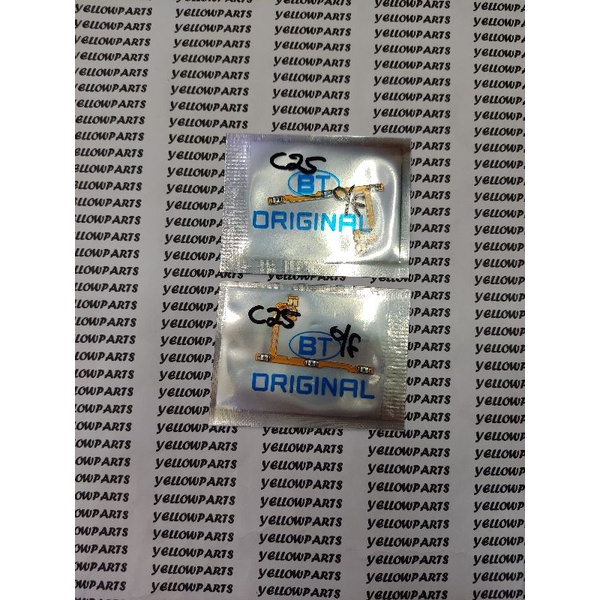 yellowPARTS
C25
BT
O/F
ORIGINAL
C25
BT
O/F
ORIGINAL